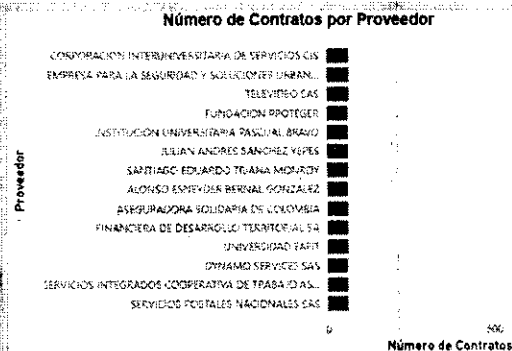 Número de Contratos por Proveedor
CORPORACION INTERUNIVERSITARIA DE SERVICIOS CIS
EMPRESA PARA LA SEGURIDAD Y SOLUCIONES URBAN...
TELEVIDEO SAS
FUNDACION PROTEGER
INSTITUCIÓN UNIVERSITARIA PASCUAL BRAVO
JULIAN ANDRES SANCHEZ YEPES
SANTIAGO EDUARDO TRIANA MONROY
ALONSO ESNEYDER BERNAL GONZALEZ
ASEGURADORA SOLIDARIA DE COLOMBIA
FINANCIERA DE DESARROLLO TERRITORIAL SA
UNIVERSIDAD EAFIT
DYNAMO SERVICES SAS
SERVICIOS INTEGRADOS COOPERATIVA DE TRABAJO AS...
SERVICIOS POSTALES NACIONALES SAS
Proveedor
0 500
Número de Contratos